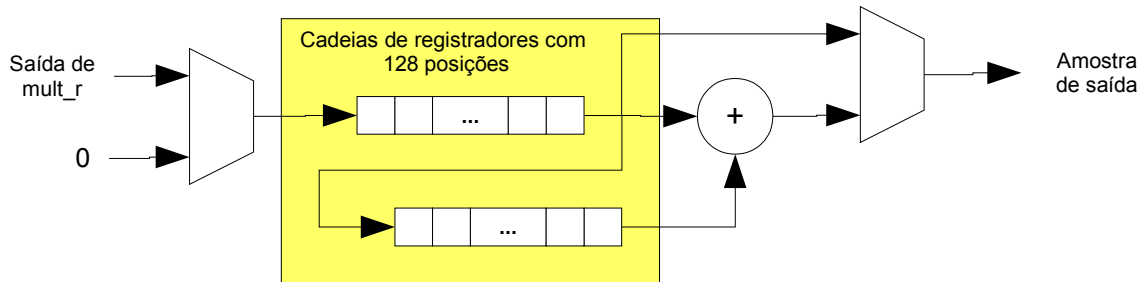 Cadeias de registradores com
128 posições
Saída de
mult_r
0
...
...
+
Amostra
de saída